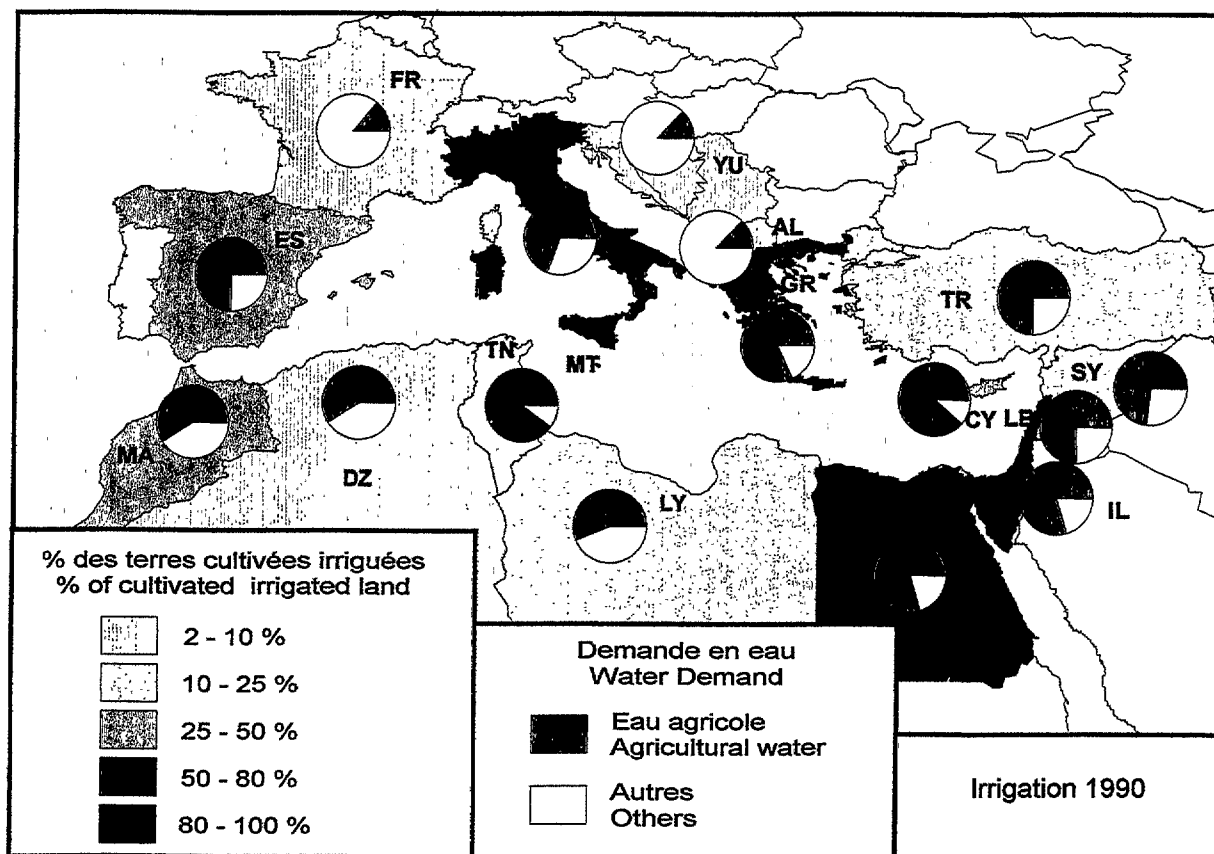 FR
YU
ES
AL
GR
TR
TN
MT
SY
CY
LE
MA
DZ
LY
IL
% des terres cultivées irriguées
% of cultivated irrigated land
2 - 10 %
10 - 25 %
25 - 50 %
50 - 80 %
80 - 100 %
Demande en eau
Water Demand
Eau agricole
Agricultural water
Autres
Others
Irrigation 1990